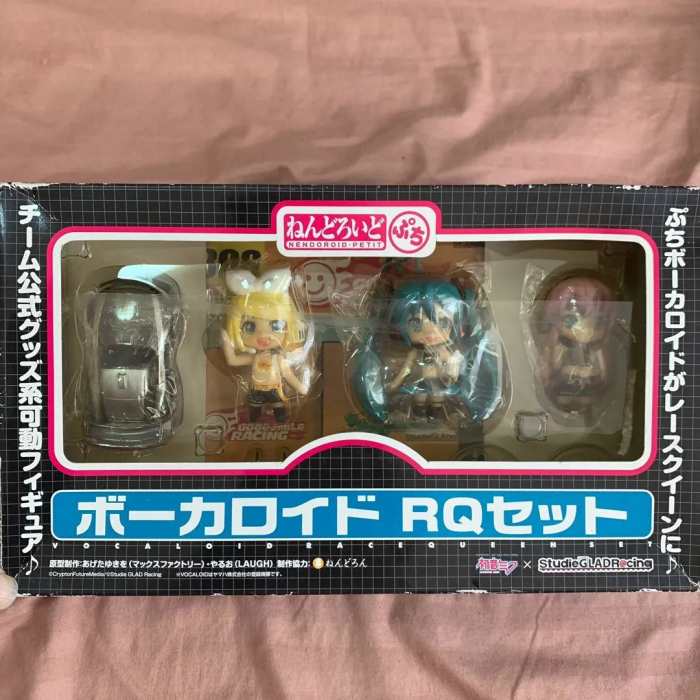 ねんどろいど ぷち
NENDOROID・PETIT
チーム公式グッズ系可動フィギュア♪
ぷちボーカロイドがレースクイーンに♪
GOODSMILE
RACING
StudieGLAD
ボーカロイド RQセット
VOCALOID RACE QUEEN SET
原型制作:あげたゆきを(マックスファクトリー)・やるお(LAUGH) 制作協力: ねんどろん
©CryptonFutureMedia/©Studie GLAD Racing ※VOCALOIDはヤマハ株式会社の登録商標です。
初音ミク × StudieGLADRacing